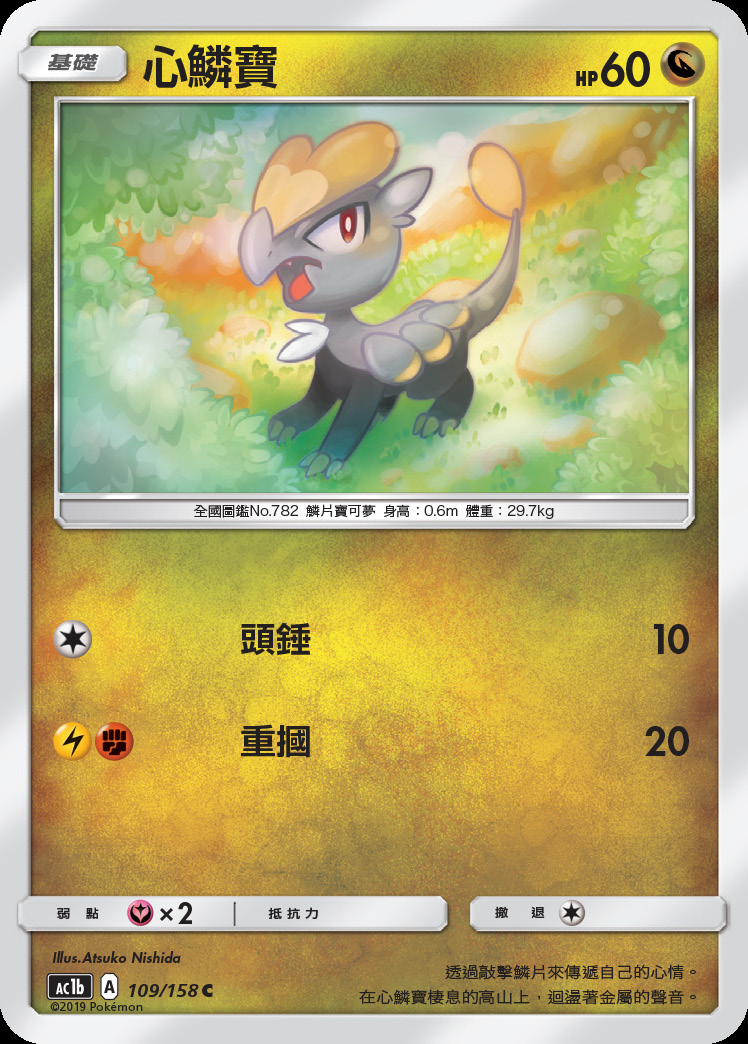 基礎 心鱗寶 HP60
全國圖鑑No.782 鱗片寶可夢 身高：0.6m 體重：29.7kg
頭錘 10
重摑 20
弱點 ×2 抵抗力 撤退
Illus.Atsuko Nishida
透過敲擊鱗片來傳遞自己的心情。
AC1b A 109/158 C
在心鱗寶棲息的高山上，迴盪著金屬的聲音。
©2019 Pokémon